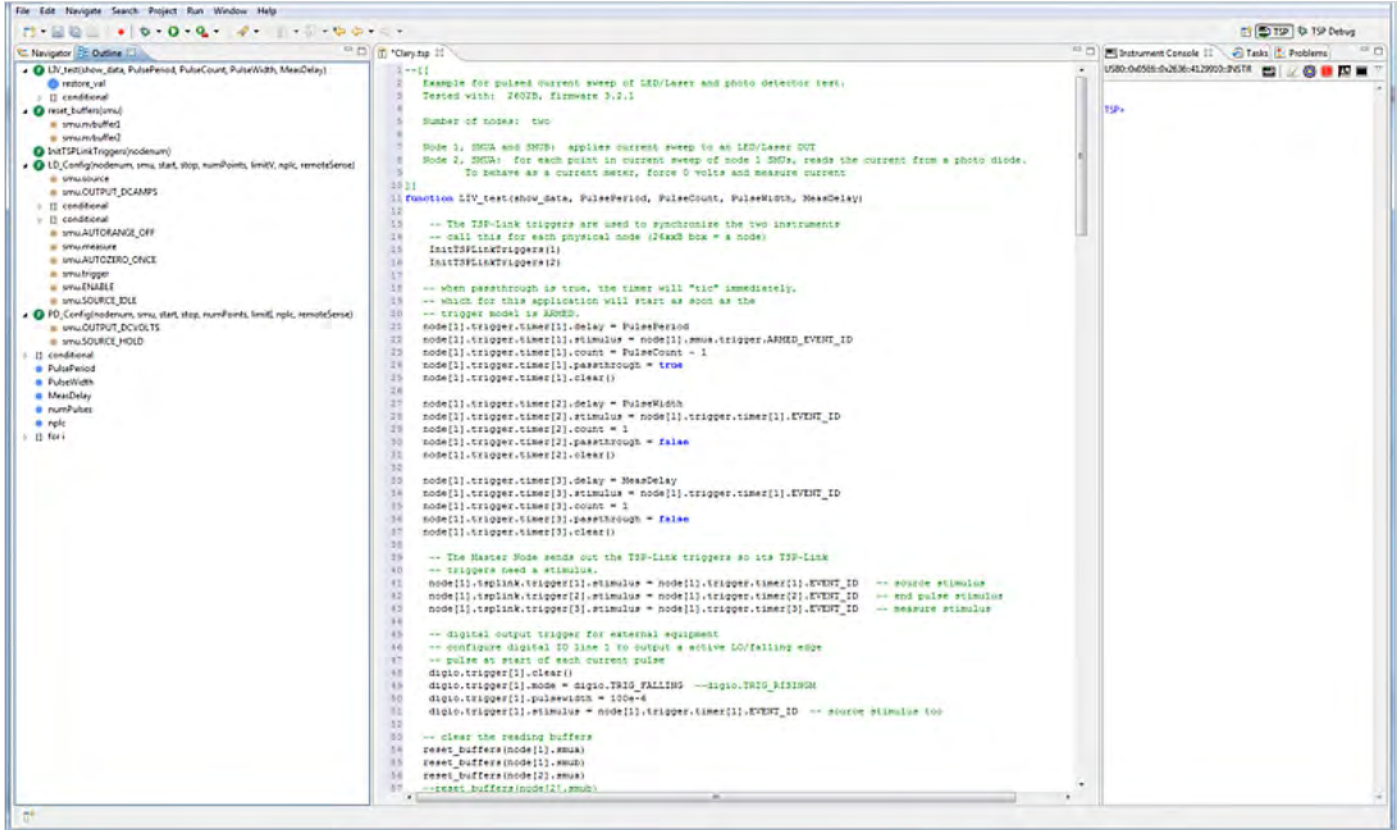 File Edit Navigate Search Project Run Window Help
TSP TSP Debug
Navigator Outline
LIV_test(show_data, PulsePeriod, PulseCount, PulseWidth, MeasDelay)
restore_val
conditional
reset_buffers(smu)
smu.nvbuffer1
smu.nvbuffer2
InitTSPLinkTriggers(nodenum)
LD_Config(nodenum, smu, start, stop, numPoints, limitV, nplc, remoteSense)
smu.source
smu.OUTPUT_DCAMPS
conditional
conditional
smu.AUTORANGE_OFF
smu.measure
smu.AUTOZERO_ONCE
smu.trigger
smu.ENABLE
smu.SOURCE_IDLE
PD_Config(nodenum, smu, start, stop, numPoints, limitI, nplc, remoteSense)
smu.OUTPUT_DCVOLTS
smu.SOURCE_HOLD
conditional
PulsePeriod
PulseWidth
MeasDelay
numPulses
nplc
for i
*Clary.tsp
1 --[[
2 Example for pulsed current sweep of LED/Laser and photo detector test.
3 Tested with: 2602B, firmware 3.2.1
4
5 Number of nodes: two
6
7 Node 1, SMUA and SMUB: applies current sweep to an LED/Laser DUT
8 Node 2, SMUA: for each point in current sweep of node 1 SMUs, reads the current from a photo diode.
9 To behave as a current meter, force 0 volts and measure current
10 ]]
11 function LIV_test(show_data, PulsePeriod, PulseCount, PulseWidth, MeasDelay)
12
13 -- The TSP-Link triggers are used to synchronize the two instruments
14 -- call this for each physical node (26xxB box = a node)
15 InitTSPLinkTriggers(1)
16 InitTSPLinkTriggers(2)
17
18 -- when passthrough is true, the timer will "tic" immediately,
19 -- which for this application will start as soon as the
20 -- trigger model is ARMED.
21 node[1].trigger.timer[1].delay = PulsePeriod
22 node[1].trigger.timer[1].stimulus = node[1].smua.trigger.ARMED_EVENT_ID
23 node[1].trigger.timer[1].count = PulseCount - 1
24 node[1].trigger.timer[1].passthrough = true
25 node[1].trigger.timer[1].clear()
26
27 node[1].trigger.timer[2].delay = PulseWidth
28 node[1].trigger.timer[2].stimulus = node[1].trigger.timer[1].EVENT_ID
29 node[1].trigger.timer[2].count = 1
30 node[1].trigger.timer[2].passthrough = false
31 node[1].trigger.timer[2].clear()
32
33 node[1].trigger.timer[3].delay = MeasDelay
34 node[1].trigger.timer[3].stimulus = node[1].trigger.timer[1].EVENT_ID
35 node[1].trigger.timer[3].count = 1
36 node[1].trigger.timer[3].passthrough = false
37 node[1].trigger.timer[3].clear()
38
39 -- The Master Node sends out the TSP-Link triggers so its TSP-Link
40 -- triggers need a stimulus.
41 node[1].tsplink.trigger[1].stimulus = node[1].trigger.timer[1].EVENT_ID -- source stimulus
42 node[1].tsplink.trigger[2].stimulus = node[1].trigger.timer[2].EVENT_ID -- end pulse stimulus
43 node[1].tsplink.trigger[3].stimulus = node[1].trigger.timer[3].EVENT_ID -- measure stimulus
44
45 -- digital output trigger for external equipment
46 -- configure digital IO line 1 to output a active LO/falling edge
47 -- pulse at start of each current pulse
48 digio.trigger[1].clear()
49 digio.trigger[1].mode = digio.TRIG_FALLING --digio.TRIG_RISINGM
50 digio.trigger[1].pulsewidth = 100e-6
51 digio.trigger[1].stimulus = node[1].trigger.timer[1].EVENT_ID -- source stimulus too
52
53 -- clear the reading buffers
54 reset_buffers(node[1].smua)
55 reset_buffers(node[1].smub)
56 reset_buffers(node[2].smua)
57 --reset_buffers(node[2].smub)
Instrument Console Tasks Problems
USB0::0x05E6::0x2636::4129910::INSTR
TSP>